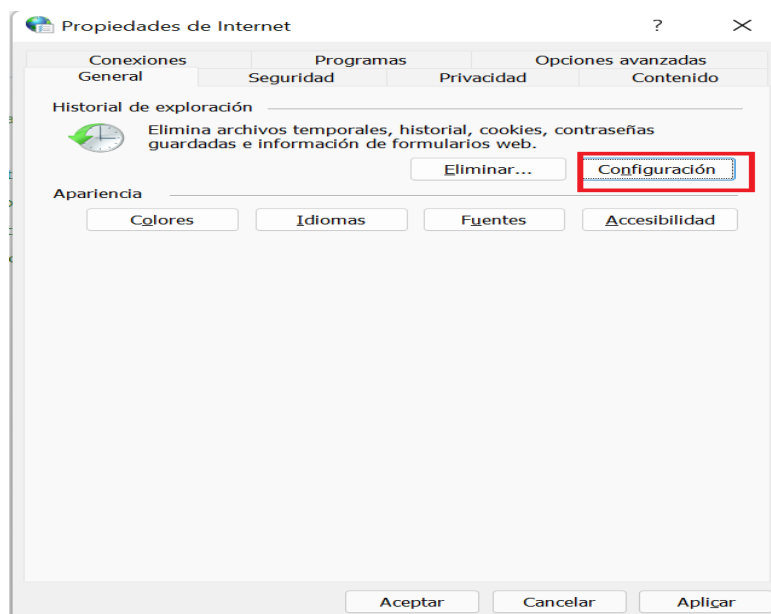 Propiedades de Internet ?
Conexiones Programas Opciones avanzadas
General Seguridad Privacidad Contenido
Historial de exploración
Elimina archivos temporales, historial, cookies, contraseñas
guardadas e información de formularios web.
Eliminar... Configuración
Apariencia
Colores Idiomas Fuentes Accesibilidad
Aceptar Cancelar Aplicar